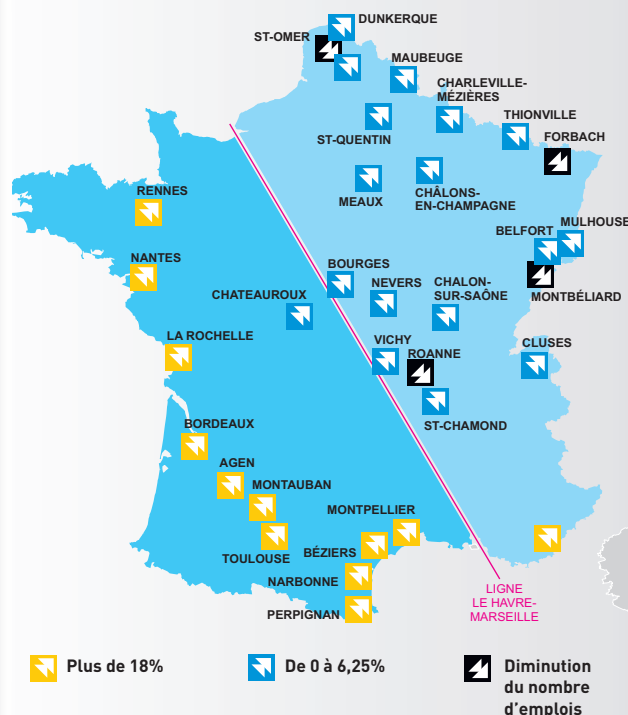 DUNKERQUE
ST-OMER
MAUBEUGE
CHARLEVILLE-
MÉZIÈRES
THIONVILLE
ST-QUENTIN
FORBACH
MEAUX
CHÂLONS-
EN-CHAMPAGNE
RENNES
MULHOUSE
BELFORT
NANTES
BOURGES
NEVERS
CHALON-
SUR-SAÔNE
MONTBÉLIARD
CHATEAUROUX
LA ROCHELLE
VICHY
ROANNE
CLUSES
ST-CHAMOND
BORDEAUX
AGEN
MONTAUBAN
MONTPELLIER
TOULOUSE
BÉZIERS
NARBONNE
PERPIGNAN
LIGNE
LE HAVRE-
MARSEILLE
Plus de 18%
De 0 à 6,25%
Diminution
du nombre
d'emplois